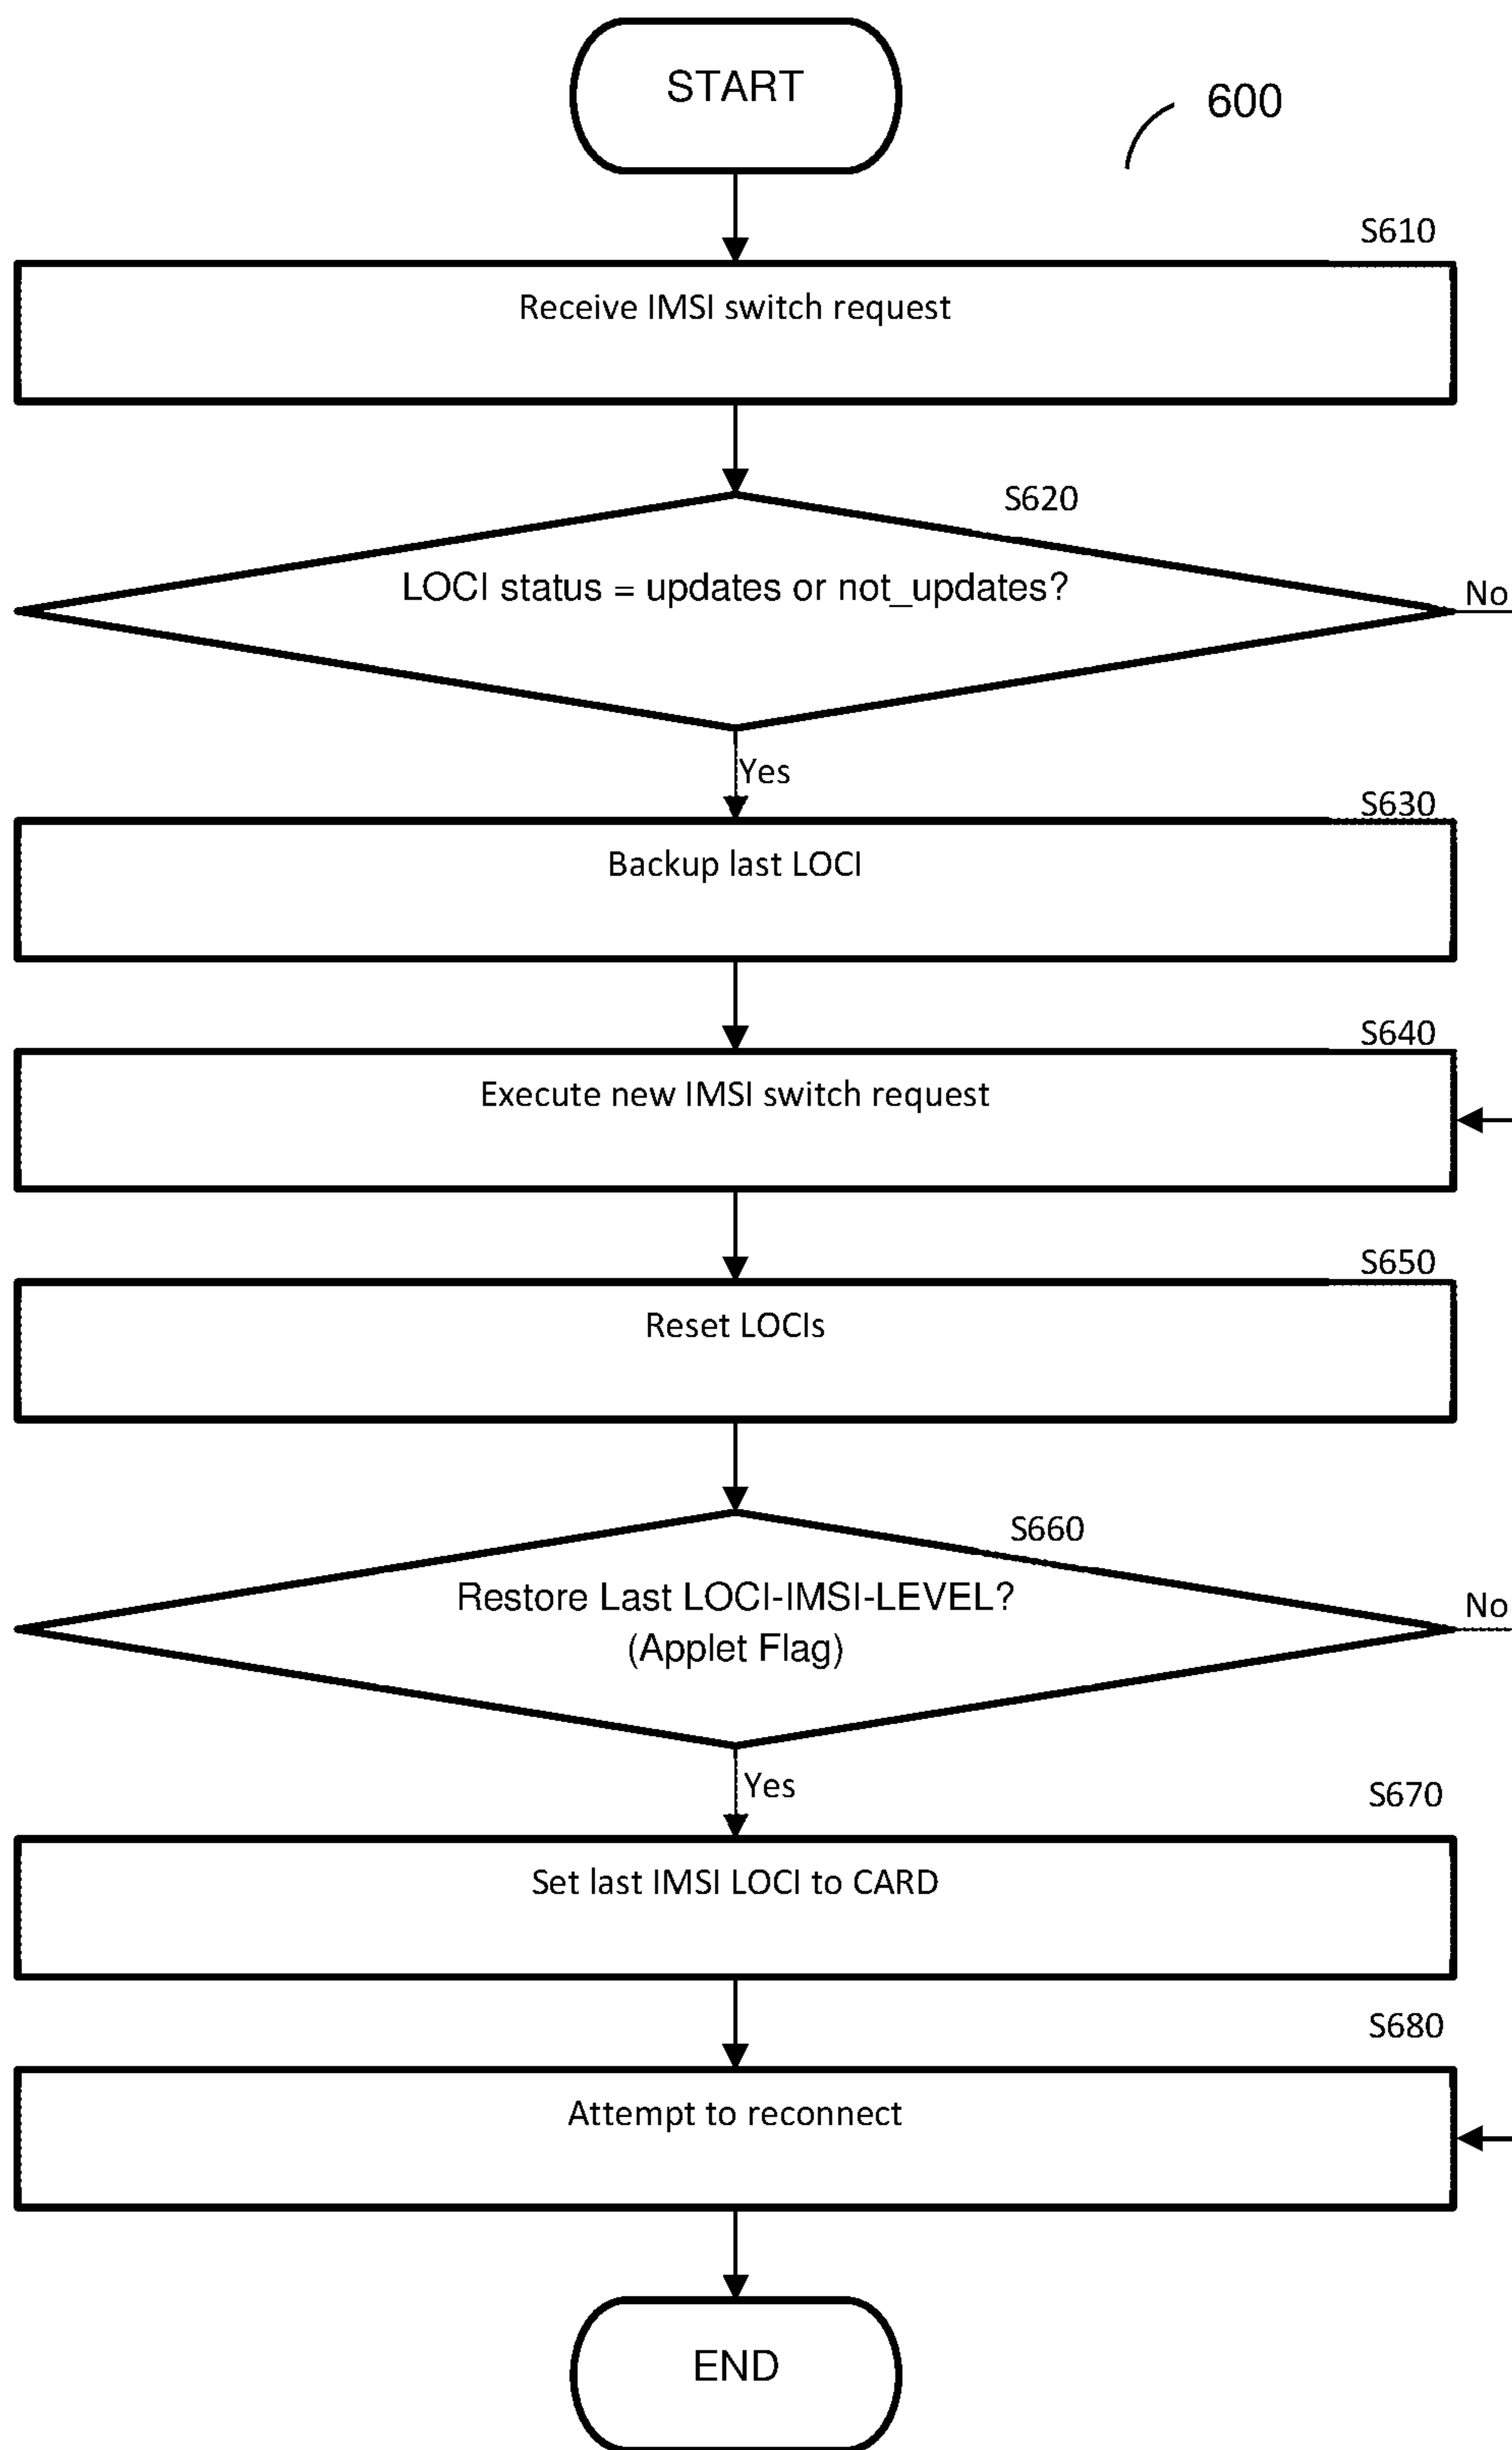 START
600
S610
Receive IMSI switch request
S620
LOCI status = updates or not_updates?
No
Yes
S630
Backup last LOCI
S640
Execute new IMSI switch request
S650
Reset LOCIs
S660
Restore Last LOCI-IMSI-LEVEL?
(Applet Flag)
No
Yes
S670
Set last IMSI LOCI to CARD
S680
Attempt to reconnect
END